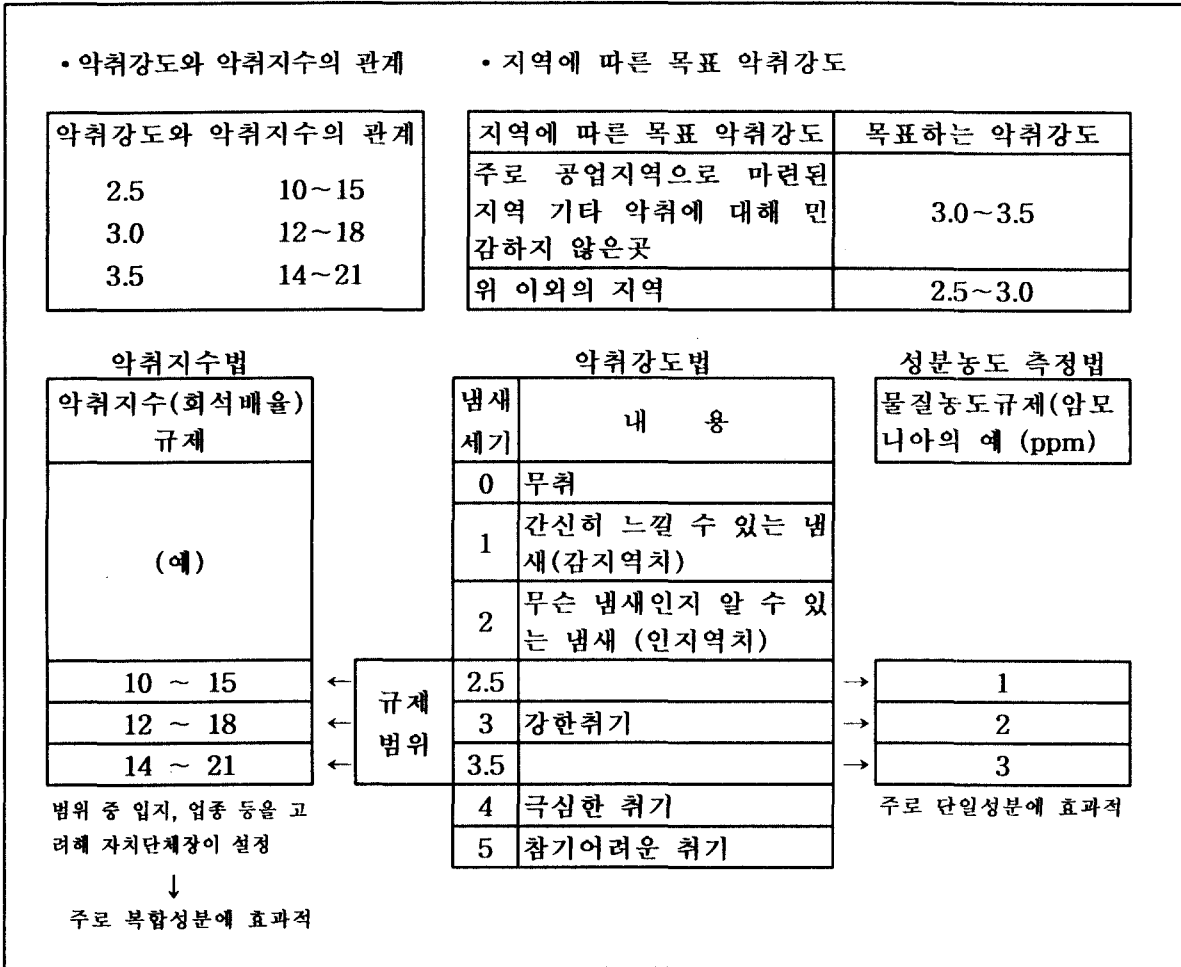 • 악취강도와 악취지수의 관계
• 지역에 따른 목표 악취강도
악취강도와 악취지수의 관계
2.5 10~15
3.0 12~18
3.5 14~21
지역에 따른 목표 악취강도 목표하는 악취강도
주로 공업지역으로 마련된
지역 기타 악취에 대해 민
감하지 않은곳
3.0~3.5
위 이외의 지역 2.5~3.0
악취지수법
악취지수(희석배율)
규제
(예)
10 ~ 15
12 ~ 18
14 ~ 21
범위 중 입지, 업종 등을 고
려해 자치단체장이 설정
↓
주로 복합성분에 효과적
← ← ←
규제
범위
악취강도법
냄새
세기
내 용
0 무취
1 간신히 느낄 수 있는 냄
새(감지역치)
2 무슨 냄새인지 알 수 있
는 냄새 (인지역치)
2.5
3 강한취기
3.5
4 극심한 취기
5 참기어려운 취기
→ → →
성분농도 측정법
물질농도규제(암모
니아의 예 (ppm)
1
2
3
주로 단일성분에 효과적